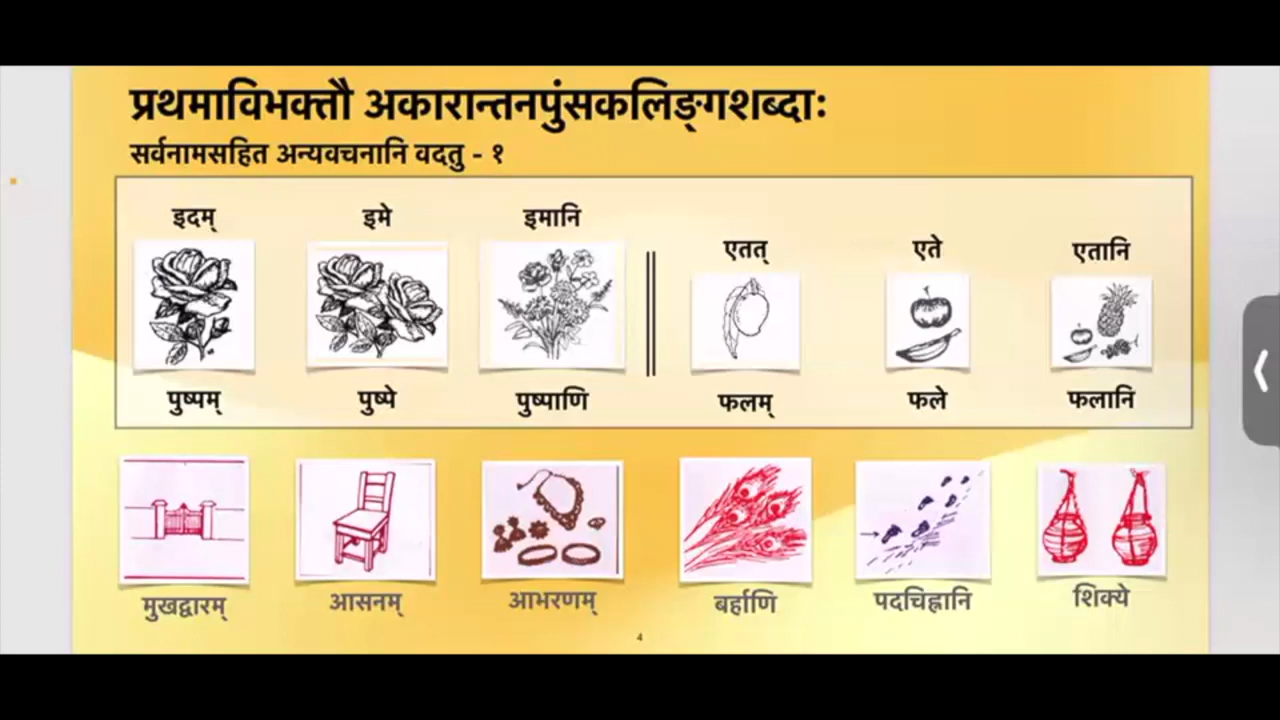 प्रथमाविभक्तौ अकारान्तनपुंसकलिङ्गशब्दाः
सर्वनामसहित अन्यवचनानि वदतु - १
इदम् इमे इमानि एतत् एते एतानि
पुष्पम् पुष्पे पुष्पाणि फलम् फले फलानि
मुखद्वारम् आसनम् आभरणम् बर्हाणि पदचिह्नानि शिक्ये
4